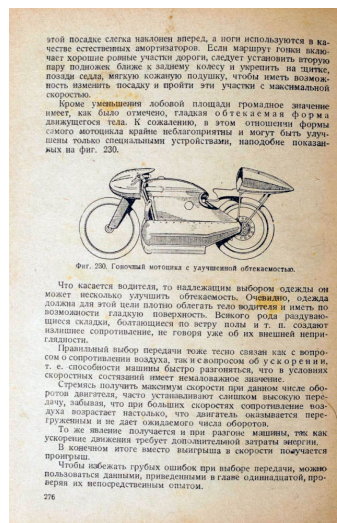 этой посадке слегка наклонен вперед, а ноги используются в ка-
честве естественных амортизаторов. Если маршрут гонки вклю-
чает хорошие ровные участки дороги, следует установить вторую
пару подножек ближе к заднему колесу и укрепить на щитке,
позади седла, мягкую кожаную подушку, чтобы иметь возмож-
ность изменить посадку и пройти эти участки с максимальной
скоростью.
Кроме уменьшения лобовой площади громадное значение
имеет, как было отмечено, гладкая обтекаемая форма
движущегося тела. К сожалению, в этом отношении формы
самого мотоцикла крайне неблагоприятны и могут быть улуч-
шены только специальными устройствами, наподобие показан-
ных на фиг. 230.
Фиг. 230. Гоночный мотоцикл с улучшенной обтекаемостью.
Что касается водителя, то надлежащим выбором одежды он
может несколько улучшить обтекаемость. Очевидно, одежда
должна для этой цели плотно облегать тело водителя и иметь по
возможности гладкую поверхность. Всякого рода раздуваю-
щиеся складки, болтающиеся по ветру полы и т. п. создают
излишнее сопротивление, не говоря уже об их внешней непри-
глядности.
Правильный выбор передачи тоже тесно связан как с вопро-
сом о сопротивлении воздуха, так и с вопросом об ускорении,
т. е. способности машины быстро разгоняться, что в условиях
скоростных состязаний имеет немаловажное значение.
Стремясь получить максимум скорости при данном числе обо-
ротов двигателя, часто устанавливают слишком высокую пере-
дачу, забывая, что при больших скоростях сопротивление воз-
духа возрастает настолько, что двигатель оказывается пере-
груженным и не дает ожидаемого числа оборотов.
То же явление получается и при разгоне машины, так как
ускорение движения требует дополнительной затраты энергии.
В конечном итоге вместо выигрыша в скорости получается
проигрыш.
Чтобы избежать грубых ошибок при выборе передачи, можно
пользоваться данными, приведенными в главе одиннадцатой, про-
веряя их непосредственным опытом.
276